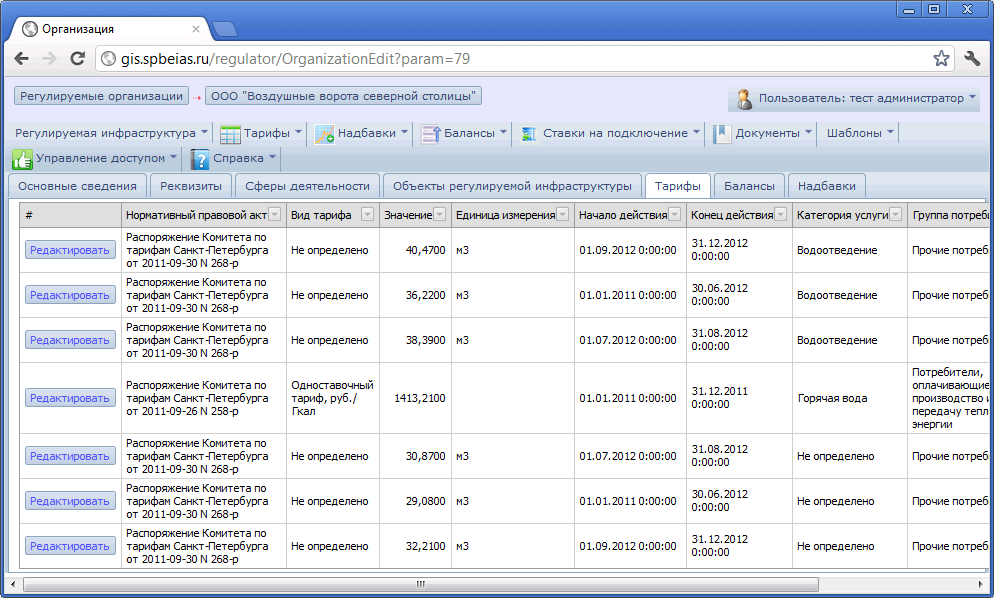 Организация
gis.spbeias.ru/regulator/OrganizationEdit?param=79
Регулируемые организации
ООО "Воздушные ворота северной столицы"
Пользователь: тест администратор
Регулируемая инфраструктура Тарифы Надбавки Балансы Ставки на подключение Документы Шаблоны
Управление доступом Справка
Основные сведения Реквизиты Сферы деятельности Объекты регулируемой инфраструктуры Тарифы Балансы Надбавки
# Нормативный правовой акт Вид тарифа Значение Единица измерения Начало действия Конец действия Категория услуги Группа потреб
Редактировать
Распоряжение Комитета по
тарифам Санкт-Петербурга
от 2011-09-30 N 268-р
Не определено
40,4700
м3
01.09.2012 0:00:00
31.12.2012
0:00:00
Водоотведение
Прочие потреб
Редактировать
Распоряжение Комитета по
тарифам Санкт-Петербурга
от 2011-09-30 N 268-р
Не определено
36,2200
м3
01.01.2011 0:00:00
30.06.2012
0:00:00
Водоотведение
Прочие потреб
Редактировать
Распоряжение Комитета по
тарифам Санкт-Петербурга
от 2011-09-30 N 268-р
Не определено
38,3900
м3
01.07.2012 0:00:00
31.08.2012
0:00:00
Водоотведение
Прочие потреб
Редактировать
Распоряжение Комитета по
тарифам Санкт-Петербурга
от 2011-09-26 N 258-р
Одноставочный
тариф, руб./
Гкал
1413,2100
01.01.2011 0:00:00
31.12.2011
0:00:00
Горячая вода
Потребители,
оплачивающие
производство и
передачу тепл
энергии
Редактировать
Распоряжение Комитета по
тарифам Санкт-Петербурга
от 2011-09-30 N 268-р
Не определено
30,8700
м3
01.07.2012 0:00:00
31.08.2012
0:00:00
Не определено
Прочие потреб
Редактировать
Распоряжение Комитета по
тарифам Санкт-Петербурга
от 2011-09-30 N 268-р
Не определено
29,0800
м3
01.01.2011 0:00:00
30.06.2012
0:00:00
Не определено
Прочие потреб
Редактировать
Распоряжение Комитета по
тарифам Санкт-Петербурга
от 2011-09-30 N 268-р
Не определено
32,2100
м3
01.09.2012 0:00:00
31.12.2012
0:00:00
Не определено
Прочие потреб